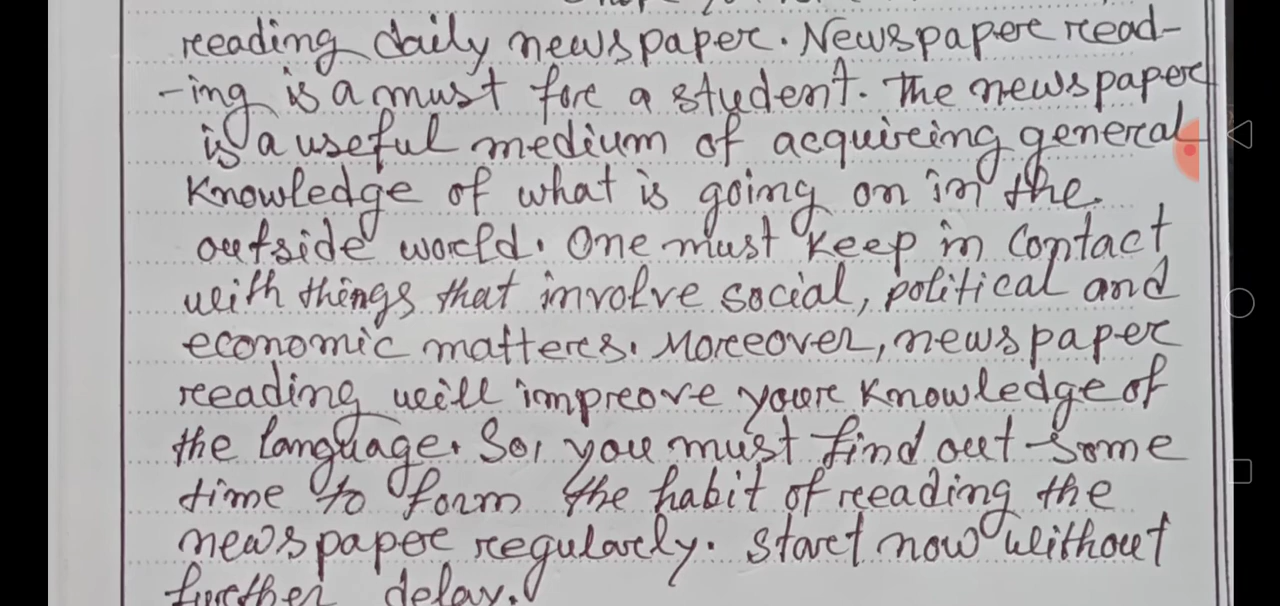 reading daily newspaper. Newspaper read-
-ing is a must for a student. The newspaper
is a useful medium of acquiring general
Knowledge of what is going on in the
outside world. One must keep in contact
with things that involve social, political and
economic matters. Moreover, newspaper
reading will improve your Knowledge of
the language. So, you must find out some
time to form the habit of reading the
newspaper regularly. Start now without
further delay.